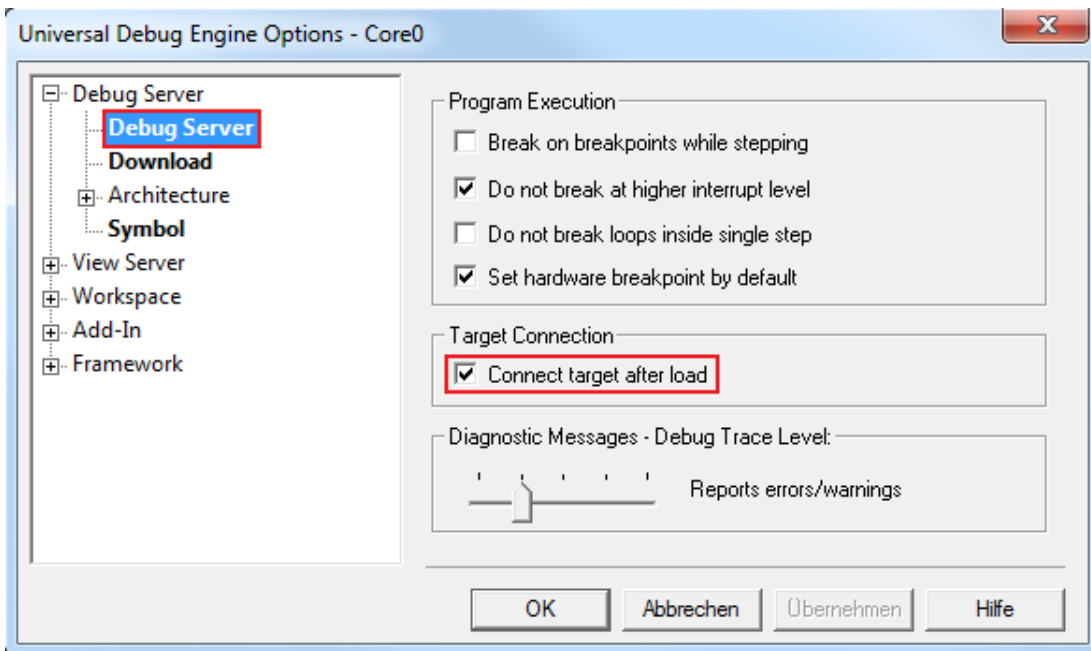 Universal Debug Engine Options - Core0
Debug Server
Debug Server
Download
Architecture
Symbol
View Server
Workspace
Add-In
Framework
Program Execution
Break on breakpoints while stepping
Do not break at higher interrupt level
Do not break loops inside single step
Set hardware breakpoint by default
Target Connection
Connect target after load
Diagnostic Messages - Debug Trace Level:
Reports errors/warnings
OK Abbrechen Übernehmen Hilfe